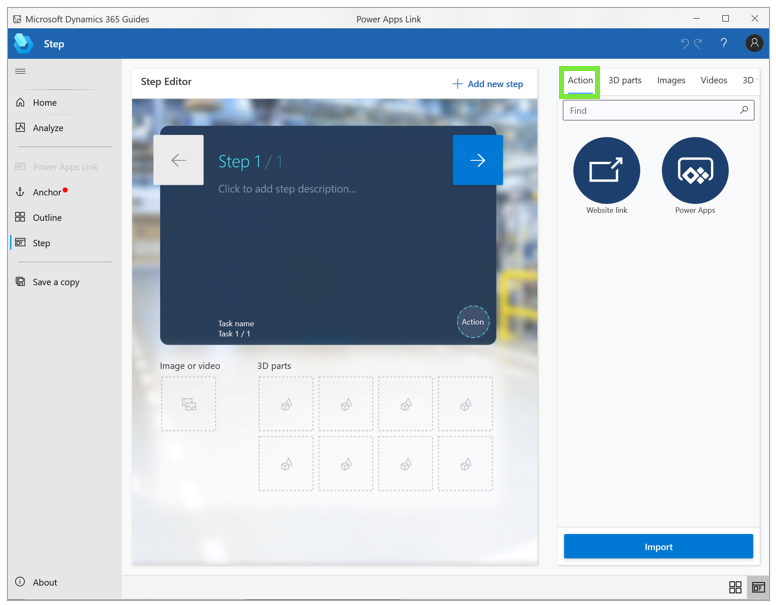 Microsoft Dynamics 365 Guides
Power Apps Link
Step
?
Home
Analyze
Power Apps Link
Anchor
Outline
Step
Save a copy
About
Step Editor
Add new step
Step 1 / 1
Click to add step description...
Task name
Task 1 / 1
Action
Image or video
3D parts
Action 3D parts Images Videos 3D
Find
Website link
Power Apps
Import